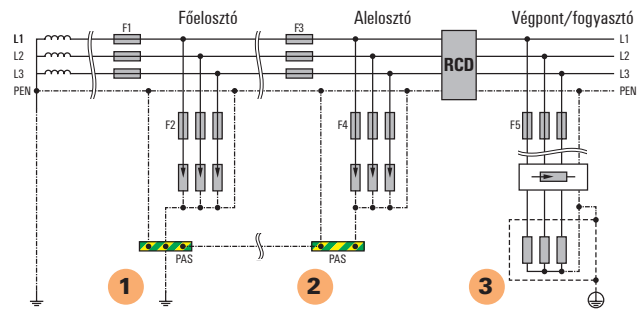 Főelosztó Alelosztó Végpont/fogyasztó
L1 F1 F3 L1
L2 L2
L3 RCD L3
PEN PEN
F2 F4 F5
PAS PAS
1 2 3